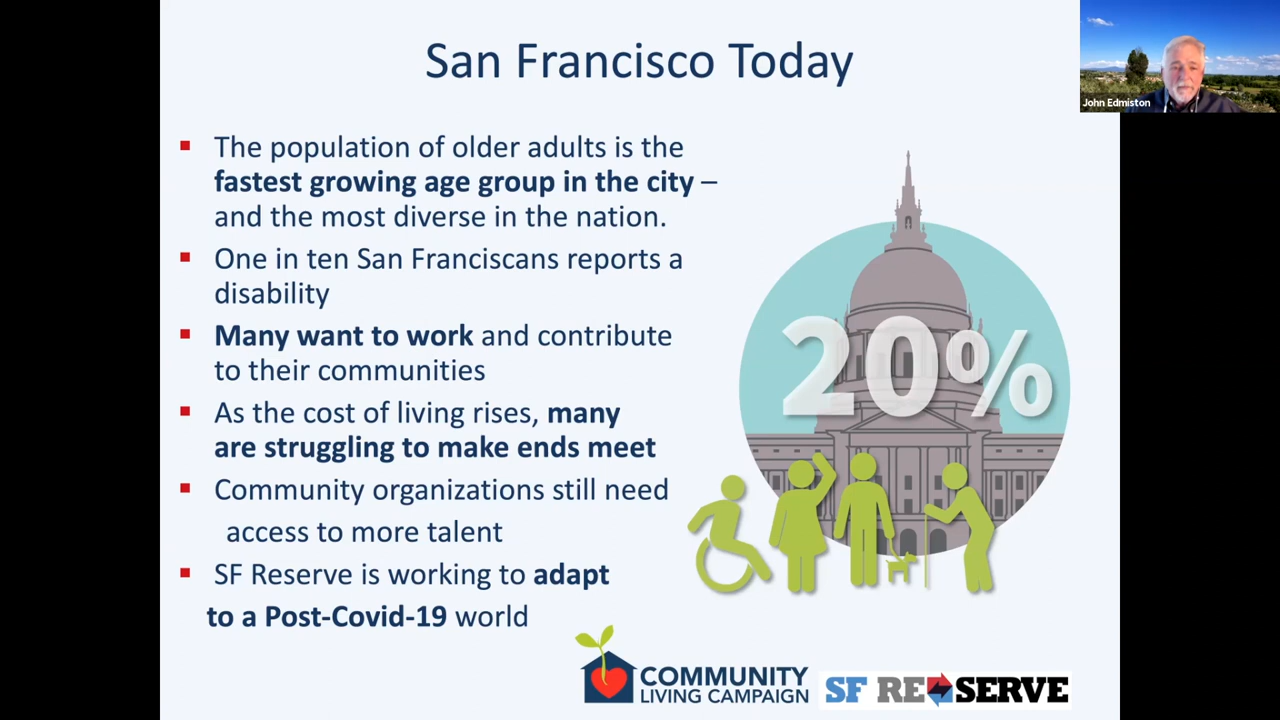 San Francisco Today
John Edmiston
▪ The population of older adults is the
fastest growing age group in the city –
and the most diverse in the nation.
▪ One in ten San Franciscans reports a
disability
▪ Many want to work and contribute
to their communities
▪ As the cost of living rises, many
are struggling to make ends meet
▪ Community organizations still need
access to more talent
▪ SF Reserve is working to adapt
to a Post-Covid-19 world
20%
COMMUNITY
LIVING CAMPAIGN
SF RESERVE